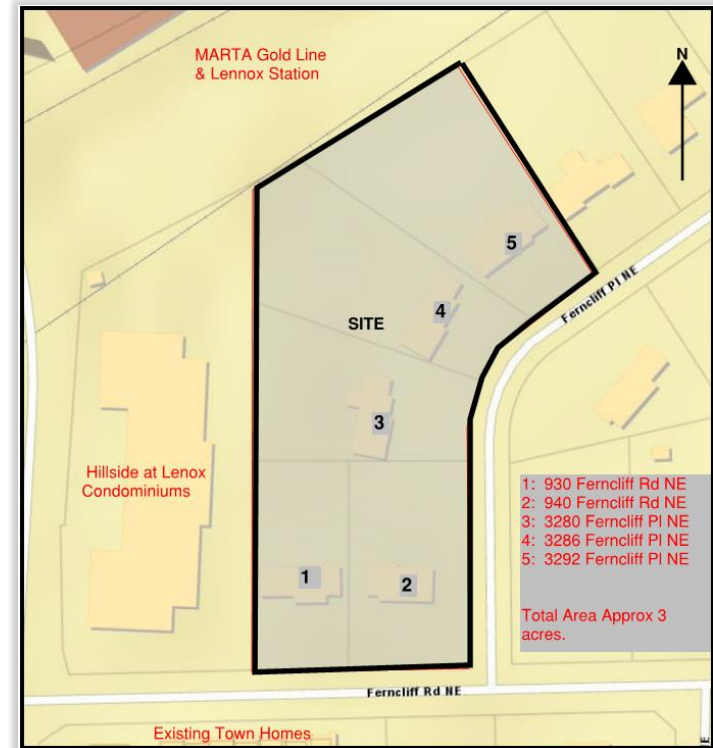 MARTA Gold Line
& Lennox Station
N
5
Ferncliff Pl NE
4
SITE
3
Hillside at Lenox
Condominiums
1: 930 Ferncliff Rd NE
2: 940 Ferncliff Rd NE
3: 3280 Ferncliff Pl NE
4: 3286 Ferncliff Pl NE
5: 3292 Ferncliff Pl NE
Total Area Approx 3
acres.
1
2
Ferncliff Rd NE
Existing Town Homes
E